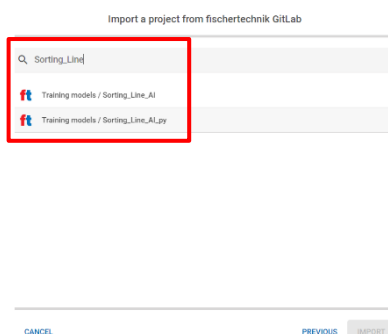 Import a project from fischertechnik GitLab
Sorting_Line
ft Training models / Sorting_Line_AI
ft Training models / Sorting_Line_AI_py
CANCEL PREVIOUS IMPORT